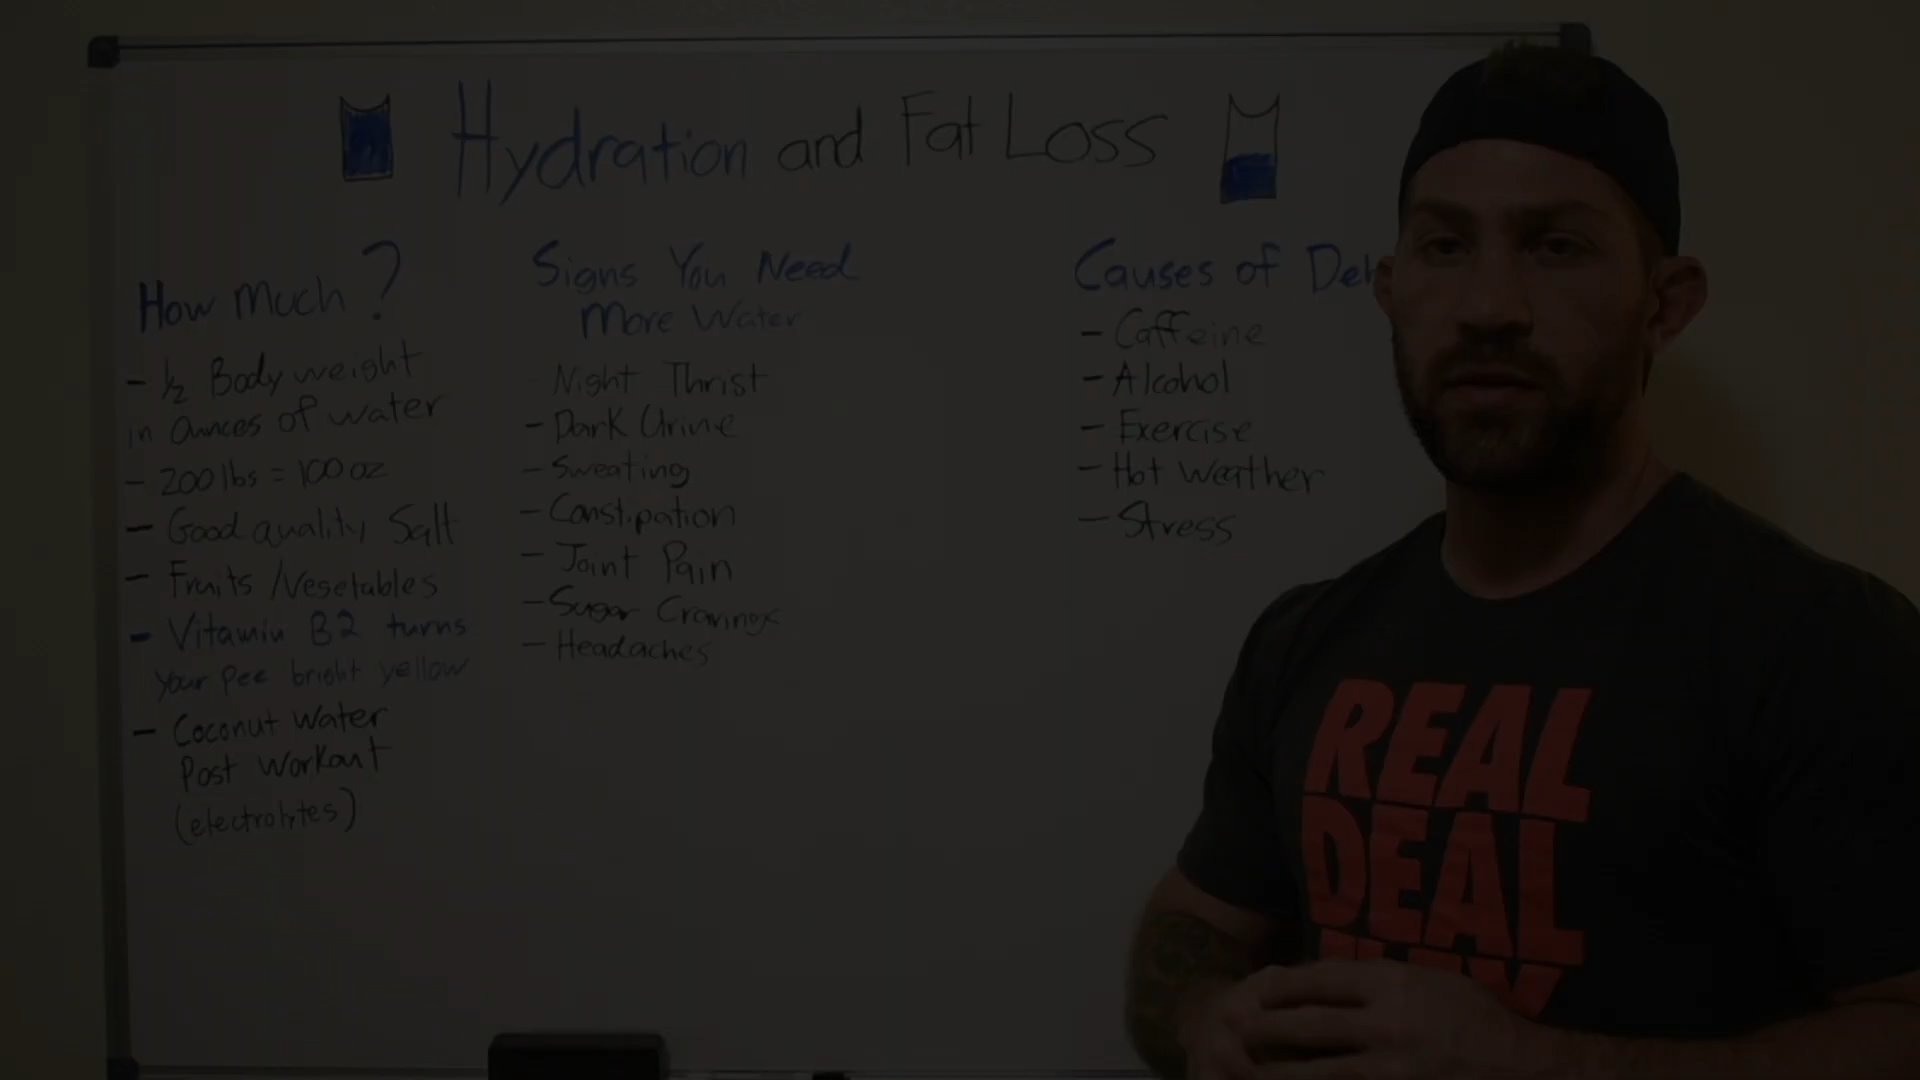 Hydration and Fat Loss
How Much?
- 1/2 Body weight
in Ounces of water
- 200 lbs = 100 oz
- Good quality Salt
- Fruits / Vegetables
- Vitamin B2 turns
your pee bright yellow
- Coconut Water
Post Workout
(electrolytes)
Signs You Need
More Water
Night Thrist
- Dark Urine
- Sweating
- Constipation
- Joint Pain
- Sugar Cravings
- Headaches
Causes of Deh
- Caffeine
- Alcohol
- Exercise
- Hot Weather
- Stress
REAL
DEAL